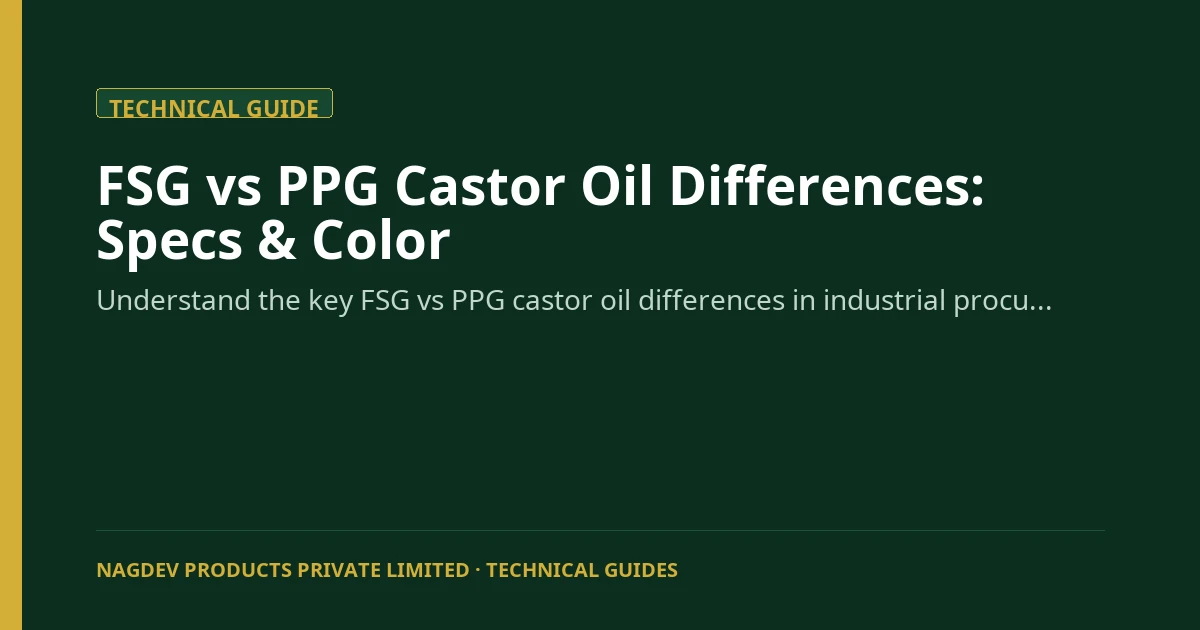 TECHNICAL GUIDE
FSG vs PPG Castor Oil Differences:
Specs & Color
Understand the key FSG vs PPG castor oil differences in industrial procu...
NAGDEV PRODUCTS PRIVATE LIMITED · TECHNICAL GUIDES